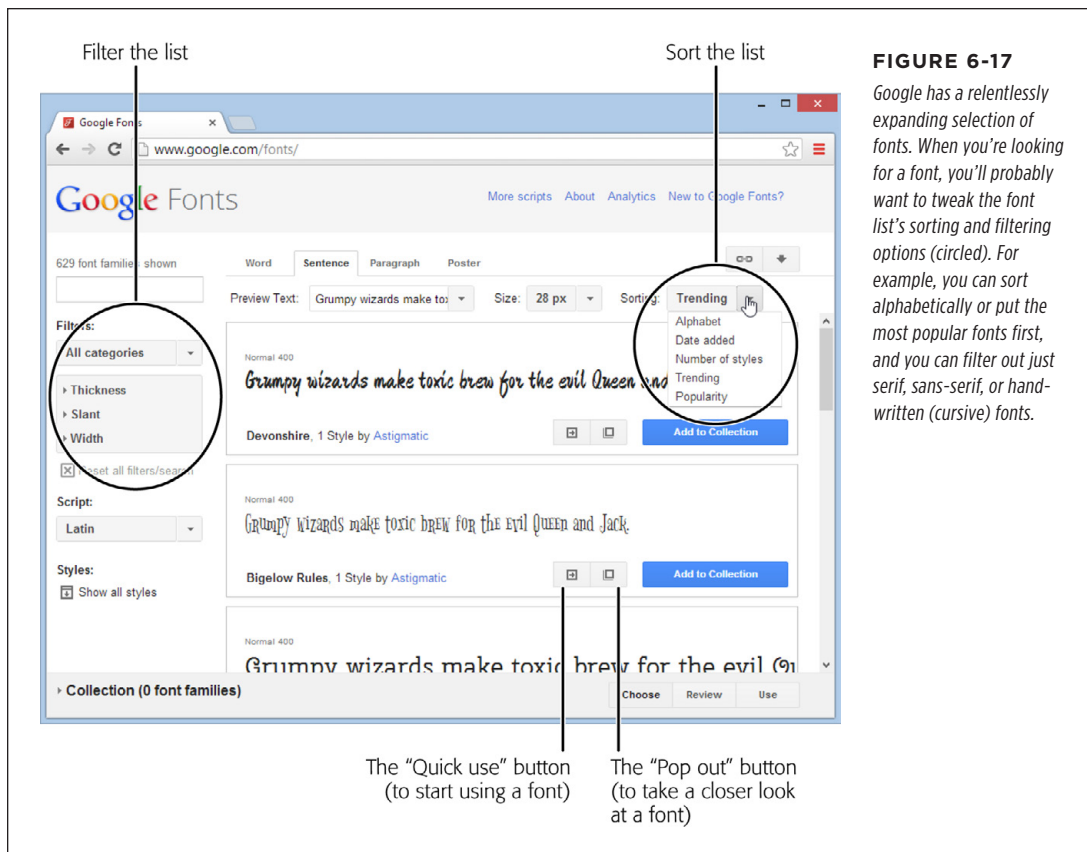 Filter the list
Sort the list
FIGURE 6-17
Google has a relentlessly
expanding selection of
fonts. When you're looking
for a font, you'll probably
want to tweak the font
list's sorting and filtering
options (circled). For
example, you can sort
alphabetically or put the
most popular fonts first,
and you can filter out just
serif, sans-serif, or hand-
written (cursive) fonts.
Google Fonts
www.google.com/fonts/
Google Fonts
More scripts About Analytics New to Google Fonts?
629 font families shown
Word Sentence Paragraph Poster
Preview Text: Grumpy wizards make to Size: 28 px Sorting: Trending
Alphabet
Date added
Number of styles
Trending
Popularity
Filters:
All categories
Thickness
Slant
Width
Reset all filters/search
Script:
Latin
Styles:
Show all styles
Normal 400
Grumpy wizards make toxic brew for the evil Queen and
Devonshire, 1 Style by Astigmatic
Add to Collection
Normal 400
Grumpy wizards make toxic brew for the evil Queen and Jack.
Bigelow Rules, 1 Style by Astigmatic
Add to Collection
Normal 400
Grumpy wizards make toxic brew for the evil
Collection (0 font families)
Choose Review Use
The "Quick use" button
(to start using a font)
The "Pop out" button
(to take a closer look
at a font)